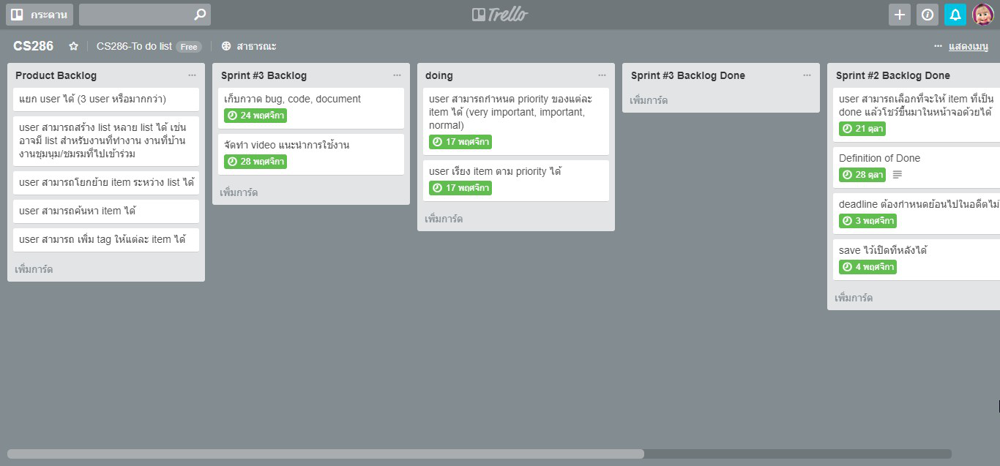 กระดาน
Trello
CS286
CS286-To do list
Free
สาธารณะ
แสดงเมนู
Product Backlog
แยก user ได้ (3 user หรือมากกว่า)
user สามารถสร้าง list หลาย list ได้ เช่น
อาจมี list สำหรับงานที่ทำงาน งานที่บ้าน
งานชุมนุม/ชมรมที่ไปเข้าร่วม
user สามารถโยกย้าย item ระหว่าง list ได้
user สามารถค้นหา item ได้
user สามารถ เพิ่ม tag ให้แต่ละ item ได้
เพิ่มการ์ด
Sprint #3 Backlog
เก็บกวาด bug, code, document
24 พฤศจิกา
จัดทำ video แนะนำการใช้งาน
28 พฤศจิกา
เพิ่มการ์ด
doing
user สามารถกำหนด priority ของแต่ละ
item ได้ (very important, important,
normal)
17 พฤศจิกา
user เรียง item ตาม priority ได้
17 พฤศจิกา
เพิ่มการ์ด
Sprint #3 Backlog Done
เพิ่มการ์ด
Sprint #2 Backlog Done
user สามารถเลือกที่จะให้ item ที่เป็น
done แล้วโชว์ขึ้นมาในหน้าจอด้วยได้
21 ตุลา
Definition of Done
28 ตุลา
deadline ต้องกำหนดย้อนไปในอดีตไม่
3 พฤศจิกา
save ไว้เปิดทีหลังได้
4 พฤศจิกา
เพิ่มการ์ด